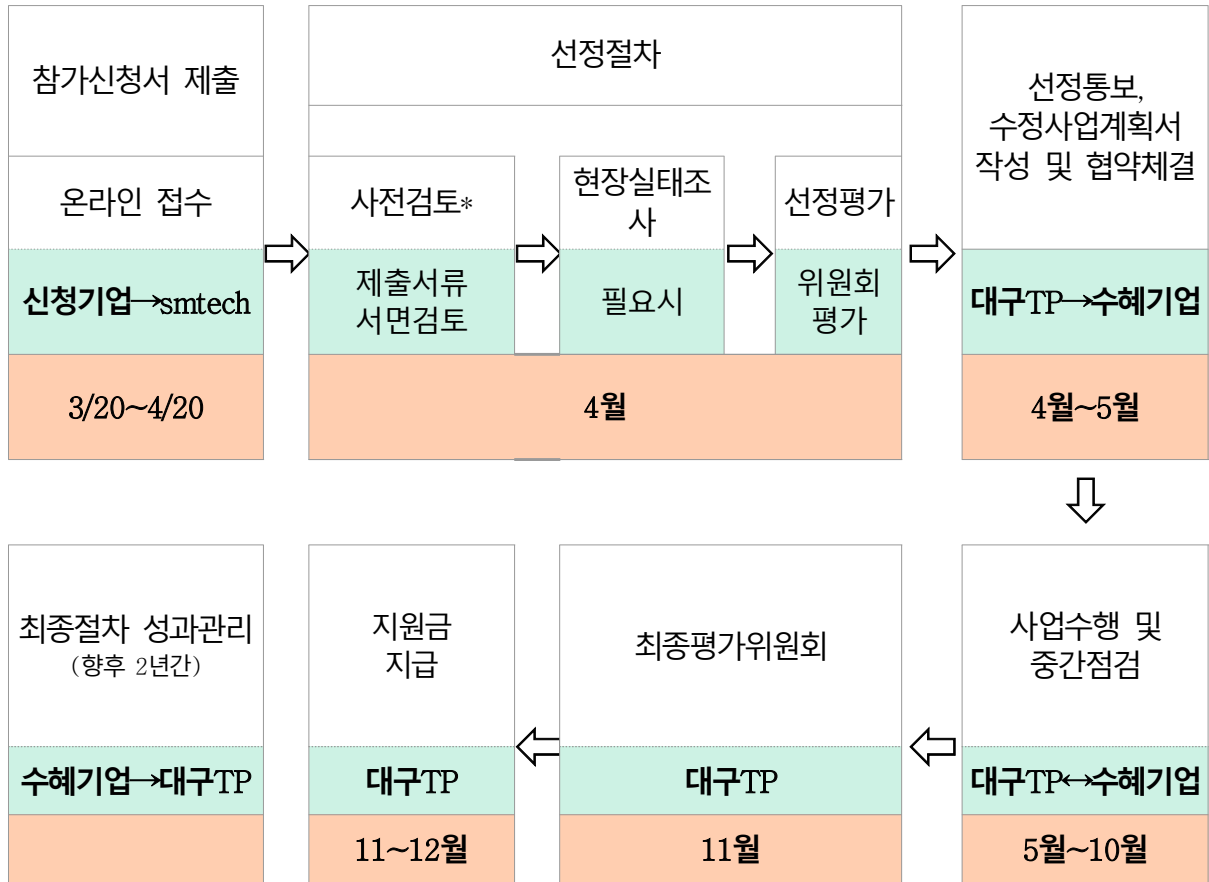 참가신청서 제출
온라인 접수
신청기업→smtech
3/20~4/20
선정절차
사전검토*
제출서류
서면검토
현장실태조
사
필요시
선정평가
위원회
평가
4월
선정통보,
수정사업계획서
작성 및 협약체결
대구TP→수혜기업
4월~5월
사업수행 및
중간점검
대구TP↔수혜기업
5월~10월
최종평가위원회
대구TP
11월
지원금
지급
대구TP
11~12월
최종절차 성과관리
(향후 2년간)
수혜기업→대구TP